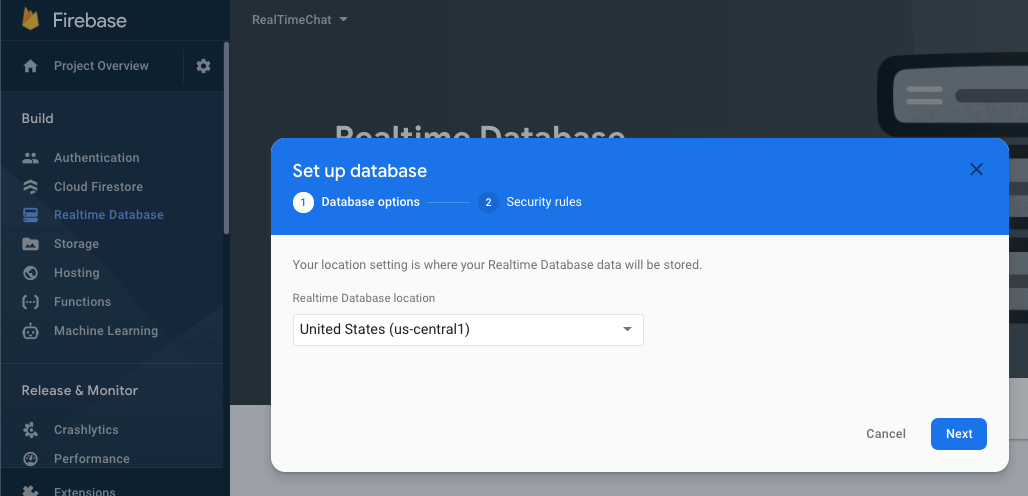 Firebase
RealTimeChat
Project Overview
Build
Authentication
Cloud Firestore
Realtime Database
Storage
Hosting
Functions
Machine Learning
Release & Monitor
Crashlytics
Performance
Extensions
Realtime Database
Set up database
1 Database options 2 Security rules
Your location setting is where your Realtime Database data will be stored.
Realtime Database location
United States (us-central1)
Cancel Next